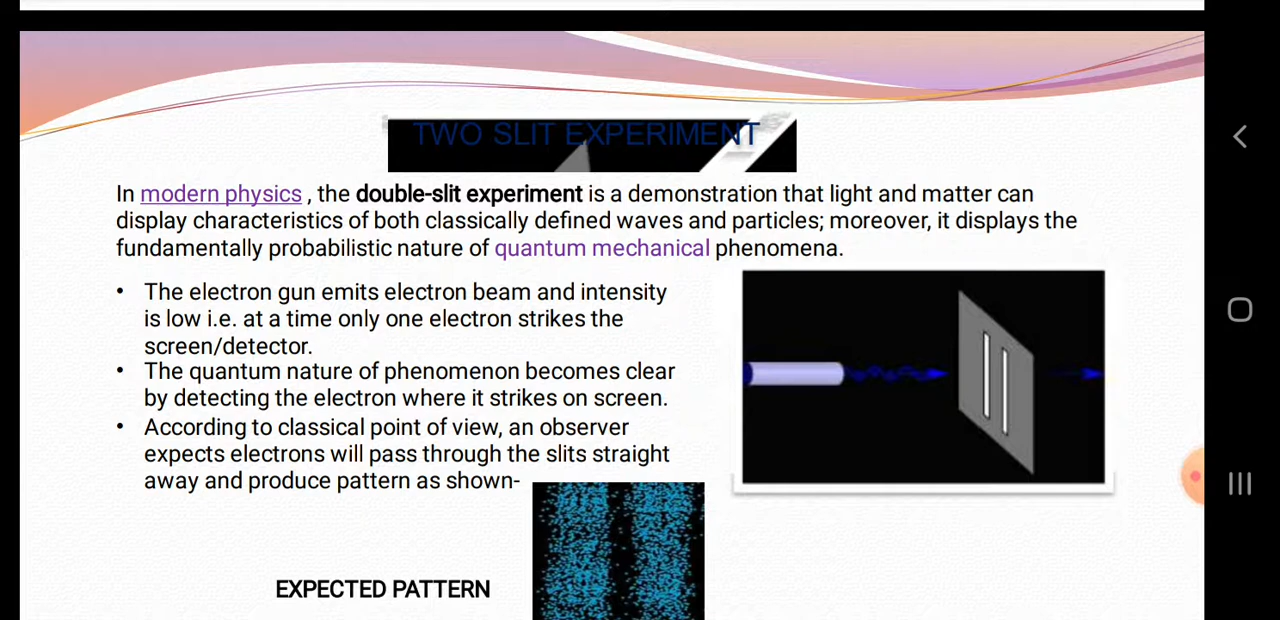 TWO SLIT EXPERIMENT
In modern physics , the double-slit experiment is a demonstration that light and matter can
display characteristics of both classically defined waves and particles; moreover, it displays the
fundamentally probabilistic nature of quantum mechanical phenomena.
• The electron gun emits electron beam and intensity
is low i.e. at a time only one electron strikes the
screen/detector.
• The quantum nature of phenomenon becomes clear
by detecting the electron where it strikes on screen.
• According to classical point of view, an observer
expects electrons will pass through the slits straight
away and produce pattern as shown-
EXPECTED PATTERN